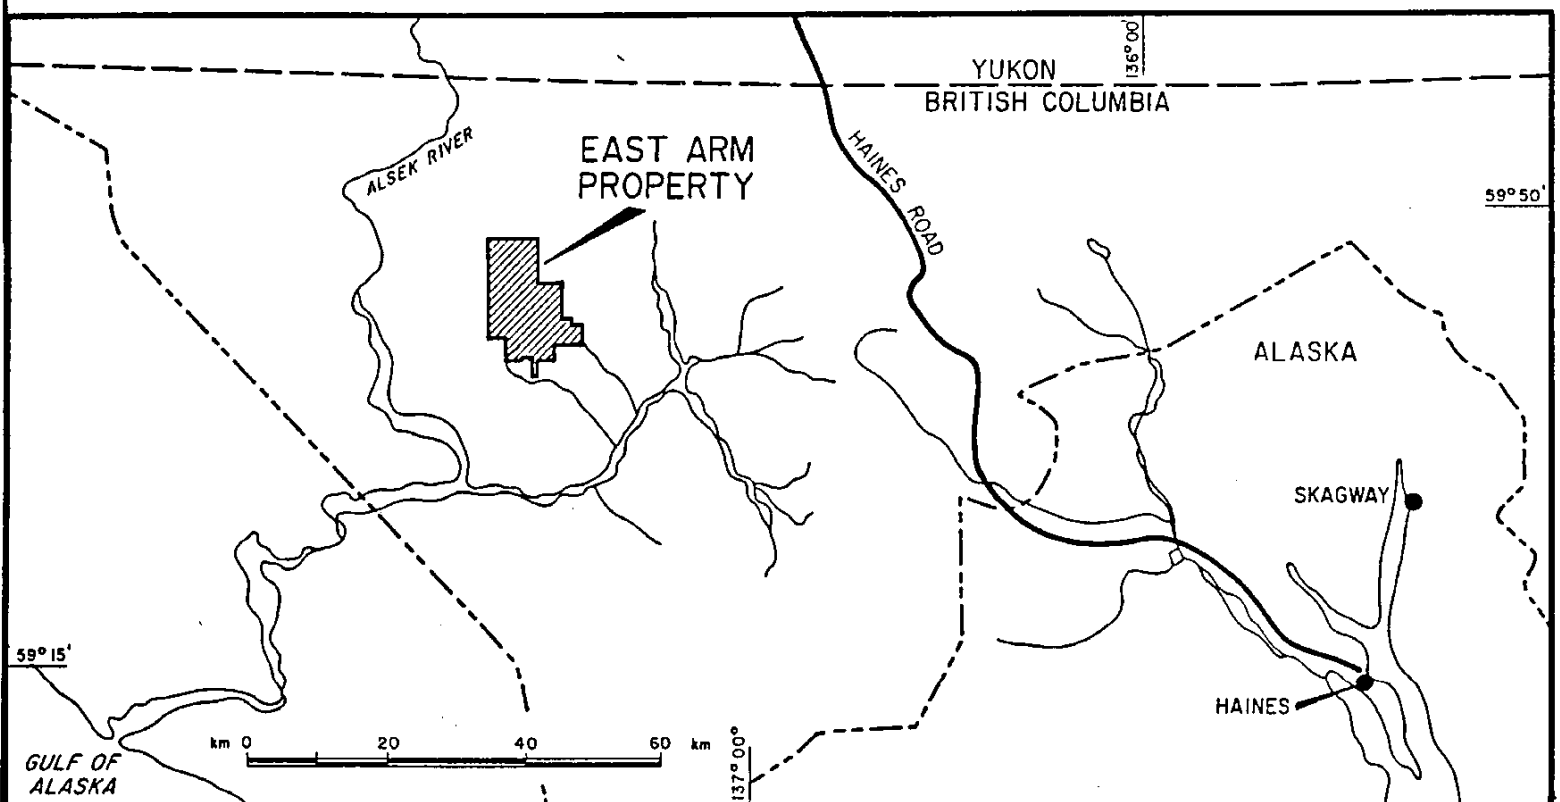 136°00'
YUKON
BRITISH COLUMBIA
ALSEK RIVER
EAST ARM
PROPERTY
HAINES ROAD
59°50'
ALASKA
SKAGWAY
59°15'
HAINES
km 0 20 40 60 km
137°00'
GULF OF
ALASKA